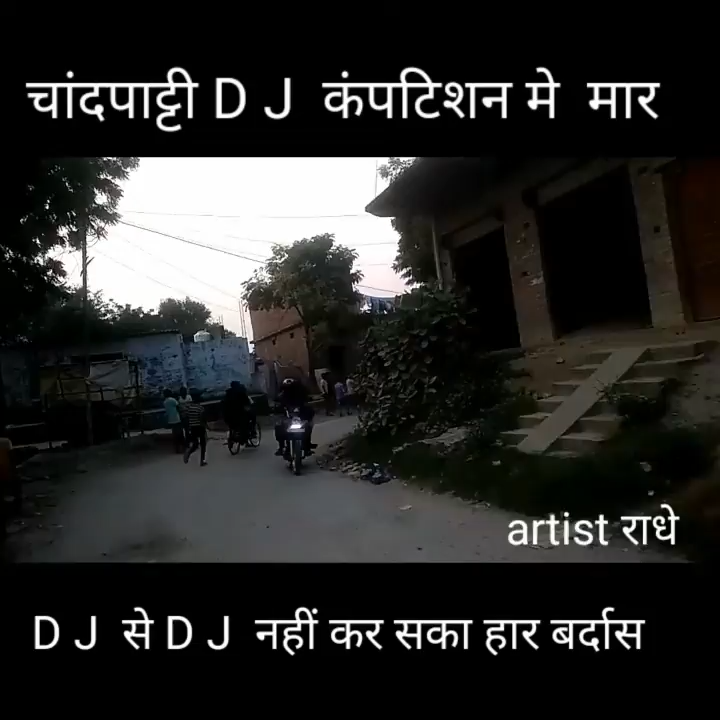 चांदपाट्टी D J कंपटिशन मे मार
artist राधे
D J से D J नहीं कर सका हार बर्दास